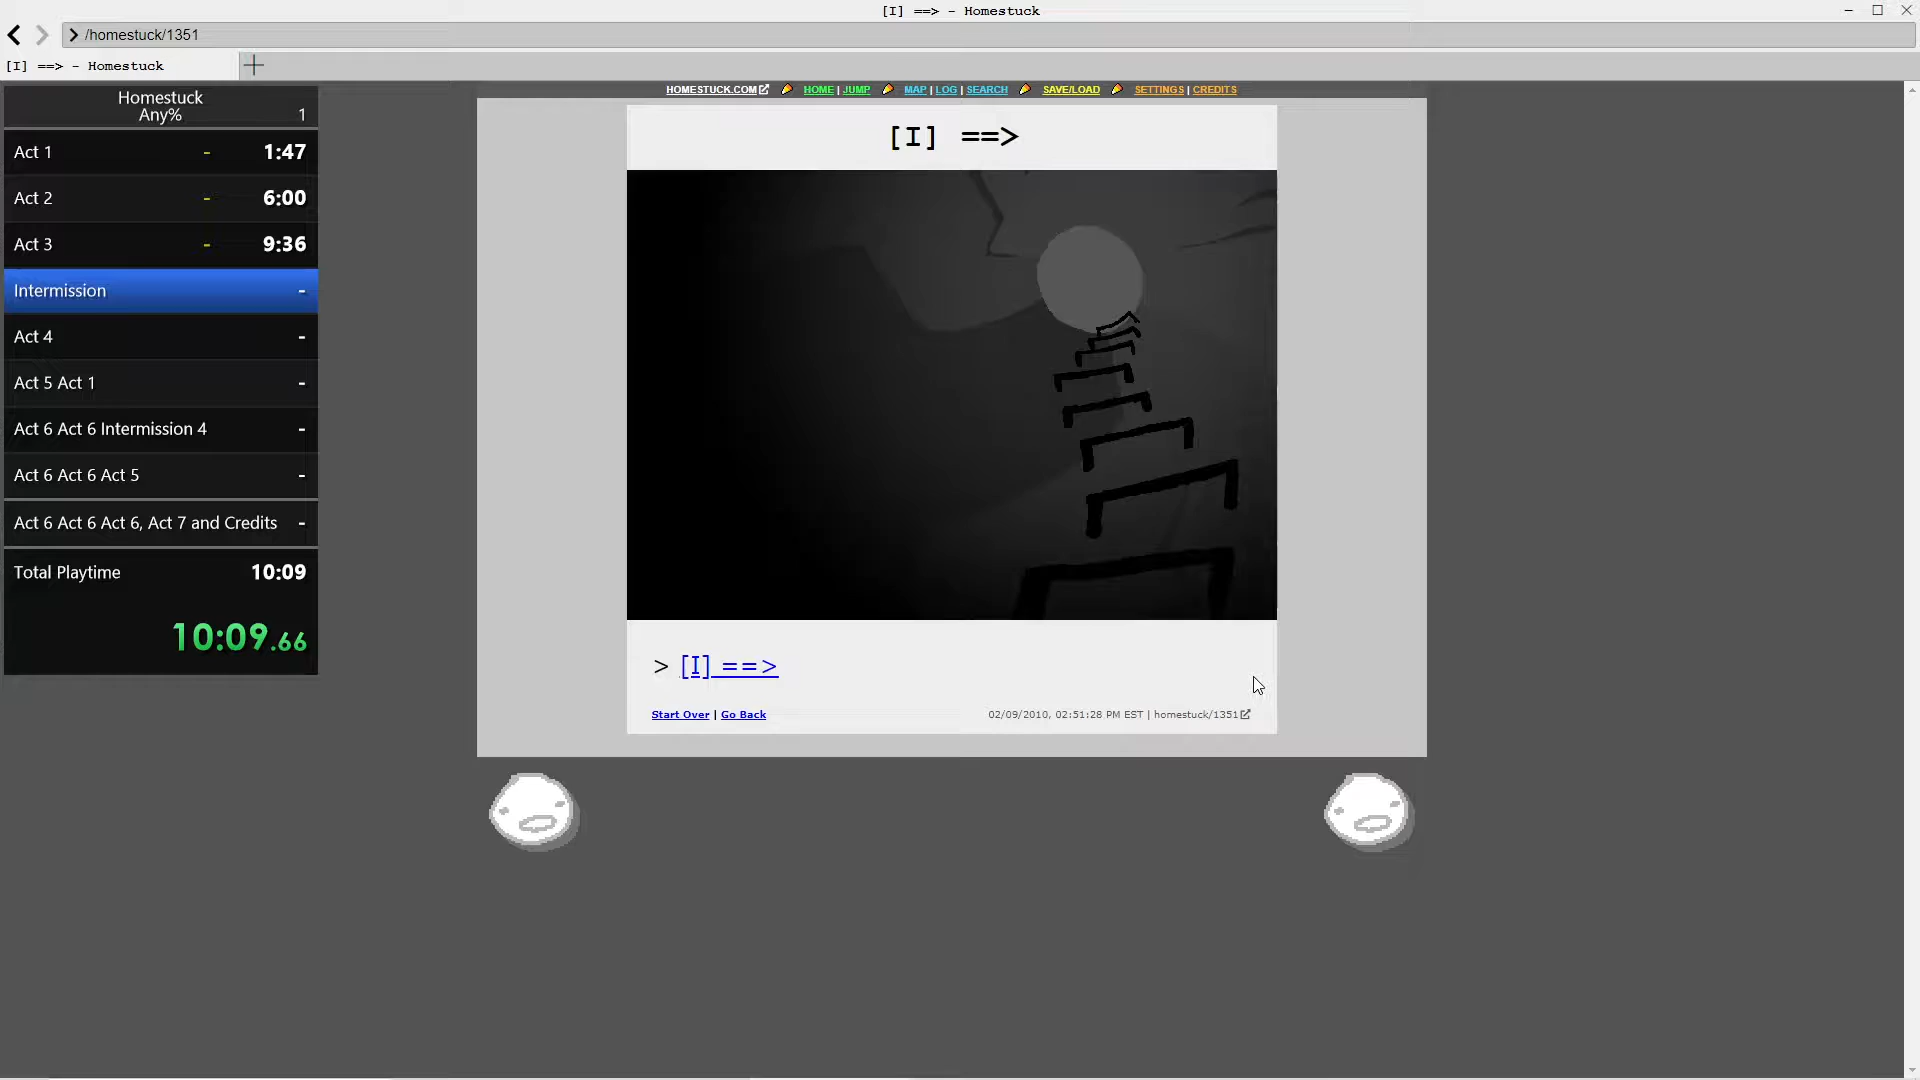 [I] ==> - Homestuck
/homestuck/1351
[I] ==> - Homestuck
HOMESTUCK.COM HOME | JUMP MAP | LOG | SEARCH SAVE/LOAD SETTINGS | CREDITS
Homestuck
Any% 1
Act 1 - 1:47
Act 2 - 6:00
Act 3 - 9:36
Intermission -
Act 4 -
Act 5 Act 1 -
Act 6 Act 6 Intermission 4 -
Act 6 Act 6 Act 5 -
Act 6 Act 6 Act 6, Act 7 and Credits -
Total Playtime 10:09
10:09.66
[I] ==>
> [I] ==>
Start Over | Go Back 02/09/2010, 02:51:28 PM EST | homestuck/1351